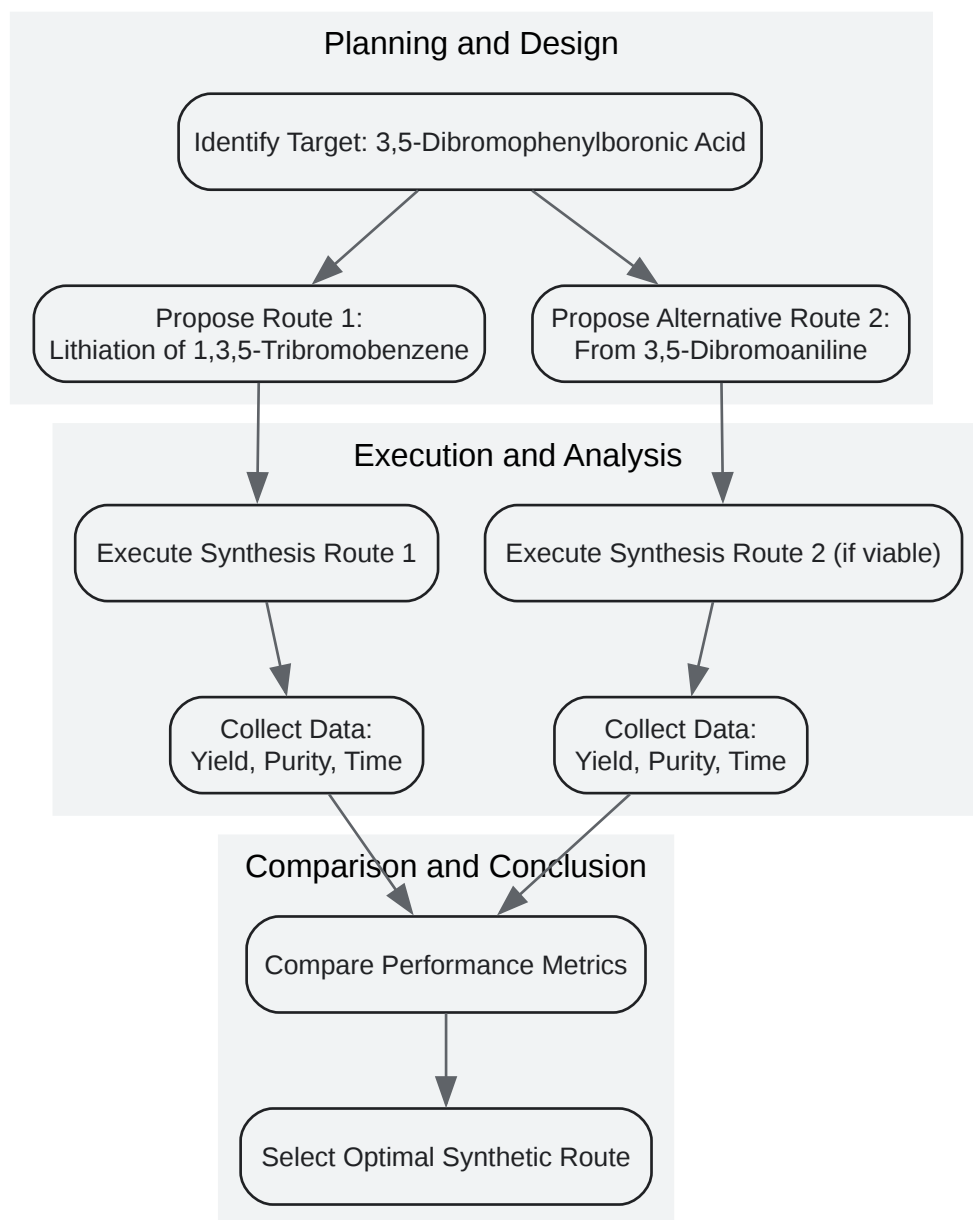 Planning and Design
Identify Target: 3,5-Dibromophenylboronic Acid
Propose Route 1:
Lithiation of 1,3,5-Tribromobenzene
Propose Alternative Route 2:
From 3,5-Dibromoaniline
Execution and Analysis
Execute Synthesis Route 1
Execute Synthesis Route 2 (if viable)
Collect Data:
Yield, Purity, Time
Collect Data:
Yield, Purity, Time
Comparison and Conclusion
Compare Performance Metrics
Select Optimal Synthetic Route